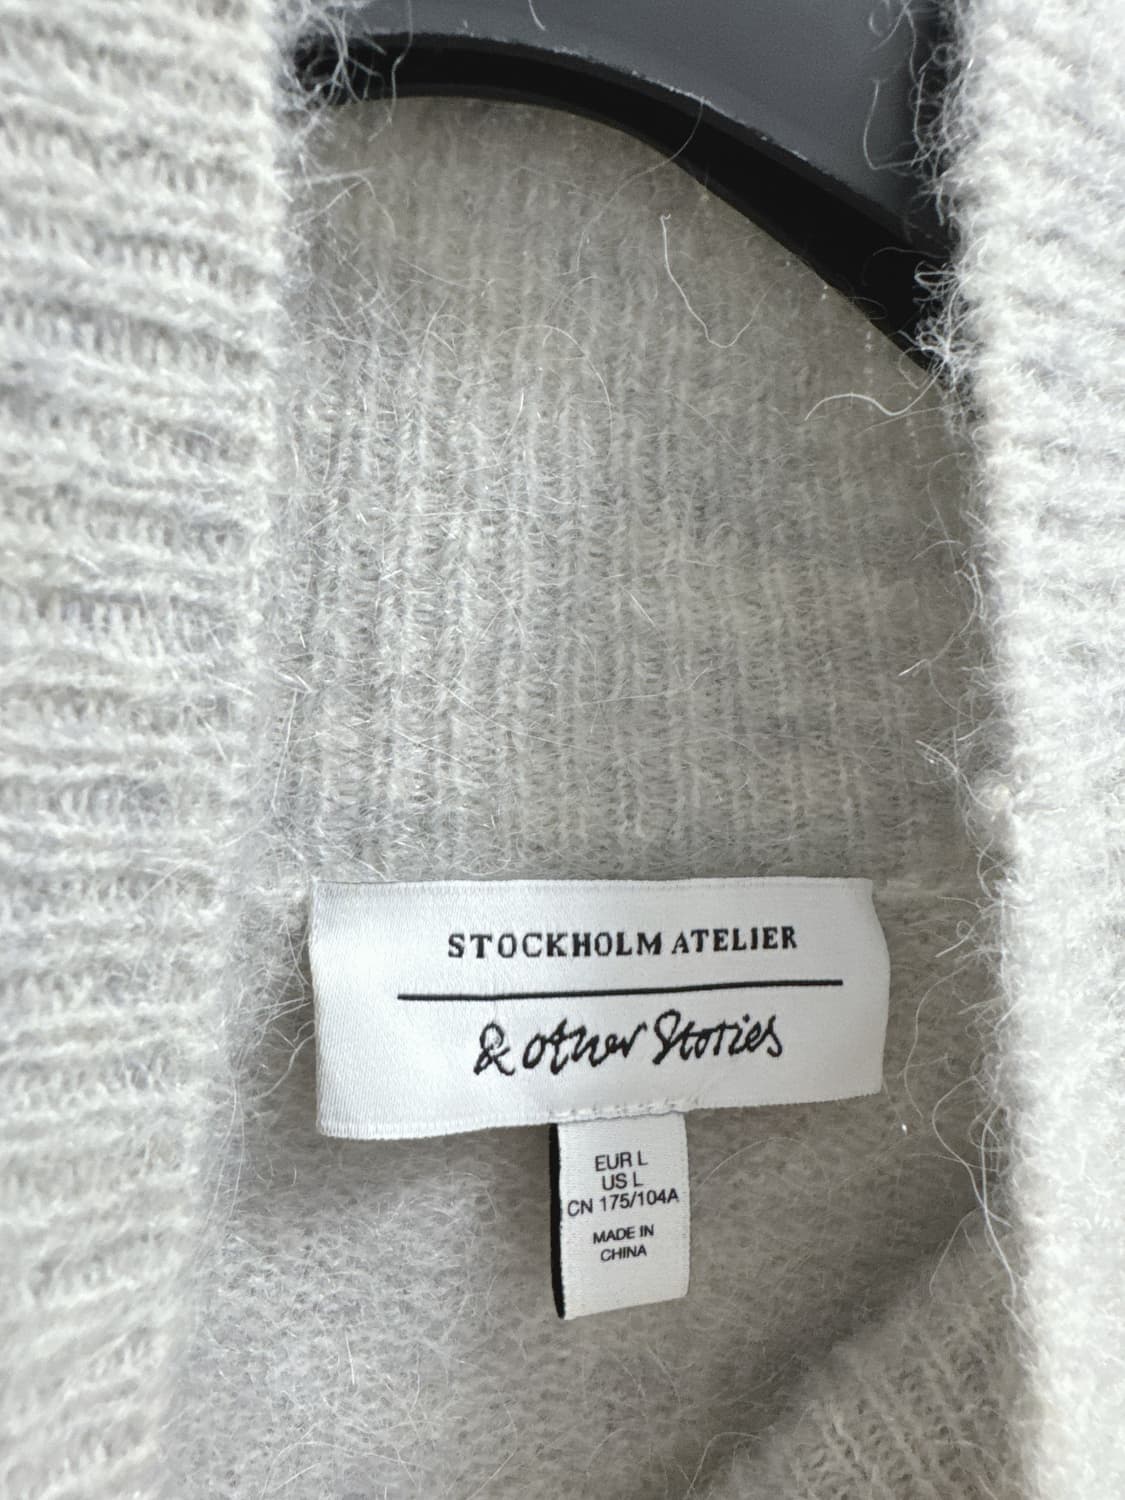 STOCKHOLM ATELIER
& other Stories
EUR L
US L
CN 175/104A
MADE IN
CHINA